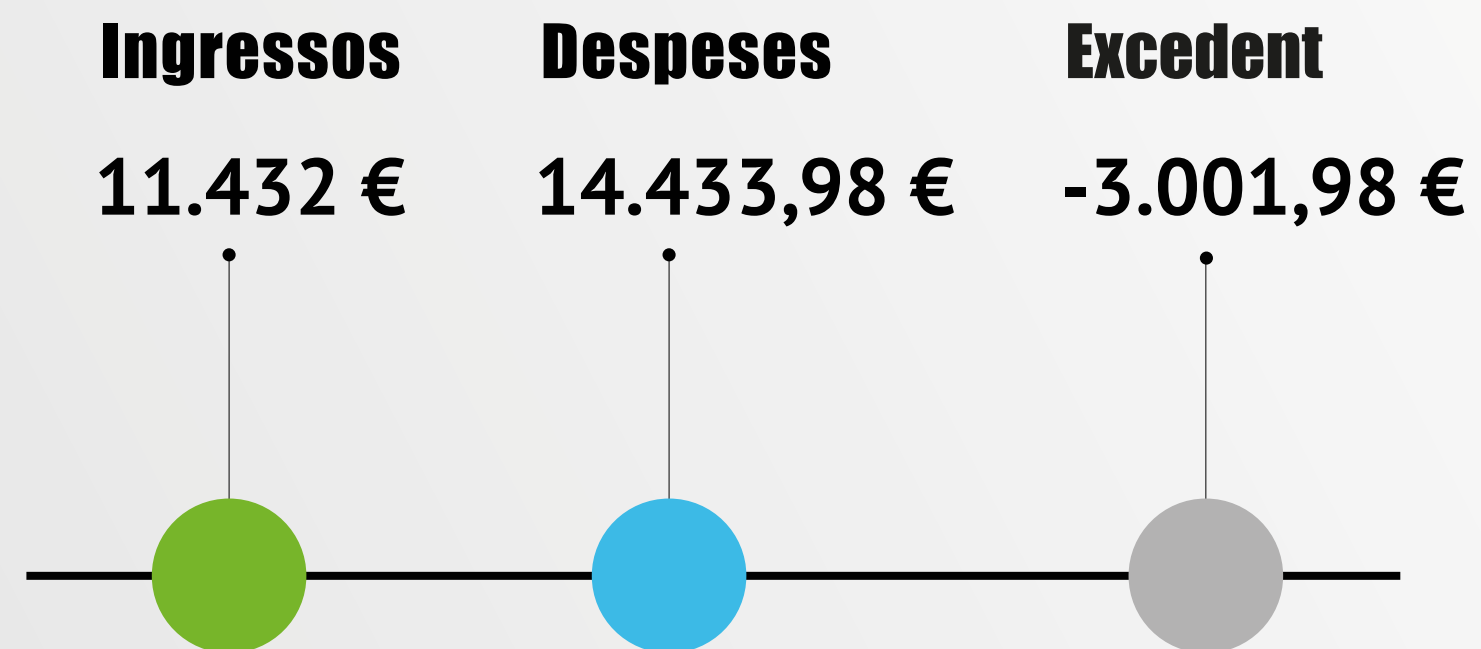 Ingressos Despeses Excedent
11.432 € 14.433,98 € -3.001,98 €